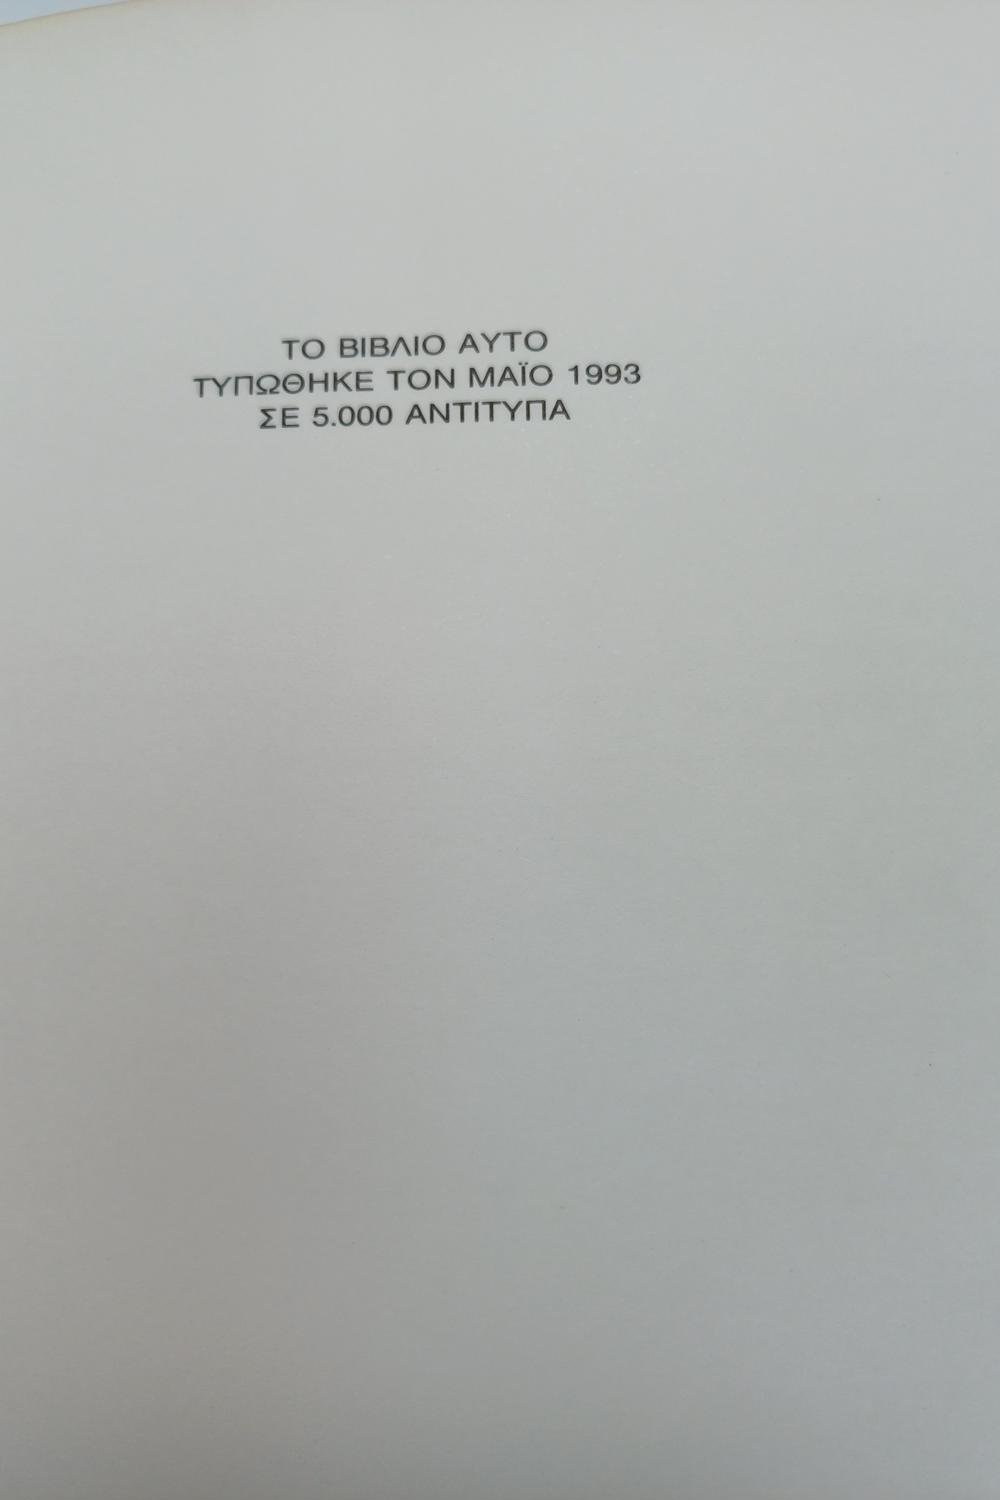 ΤΟ ΒΙΒΛΙΟ ΑΥΤΟ
ΤΥΠΩΘΗΚΕ ΤΟΝ ΜΑΪΟ 1993
ΣΕ 5.000 ΑΝΤΙΤΥΠΑ